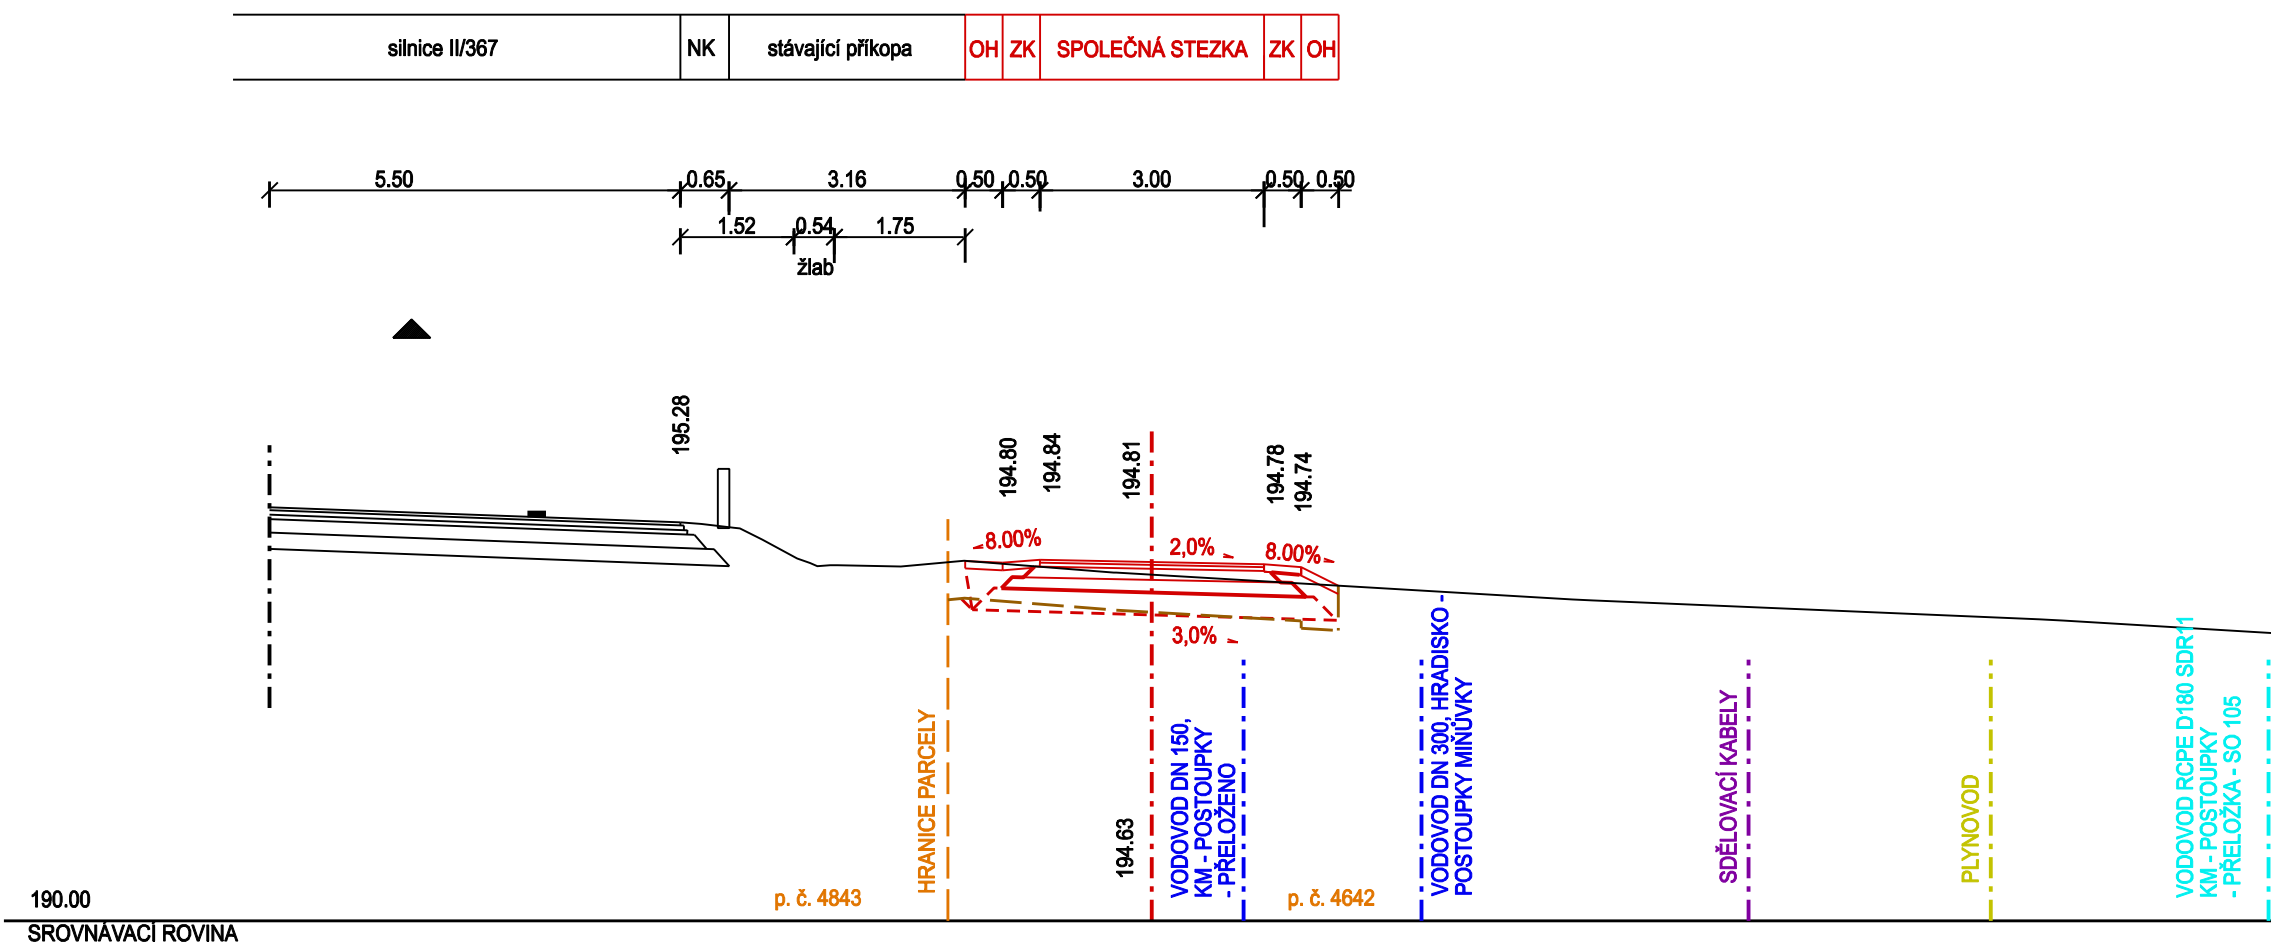 silnice II/367 NK stávající příkopa OH ZK SPOLEČNÁ STEZKA ZK OH
5.50 0.65 3.16 0.50 0.50 3.00 0.50 0.50
1.52 0.54 1.75
žlab
195.28
194.80
194.84
194.81
194.78
194.74
8.00%
2,0%
8.00%
3,0%
HRANICE PARCELY
194.63
VODOVOD DN 150,
KM - POSTOUPKY
- PŘELOŽENO
VODOVOD DN 300, HRADISKO -
POSTOUPKY MIŇŮVKY
SDĚLOVACÍ KABELY
PLYNOVOD
VODOVOD RCPE D180 SDR11
KM - POSTOUPKY
- PŘELOŽKA - SO 105
p. č. 4843
p. č. 4642
190.00
SROVNÁVACÍ ROVINA